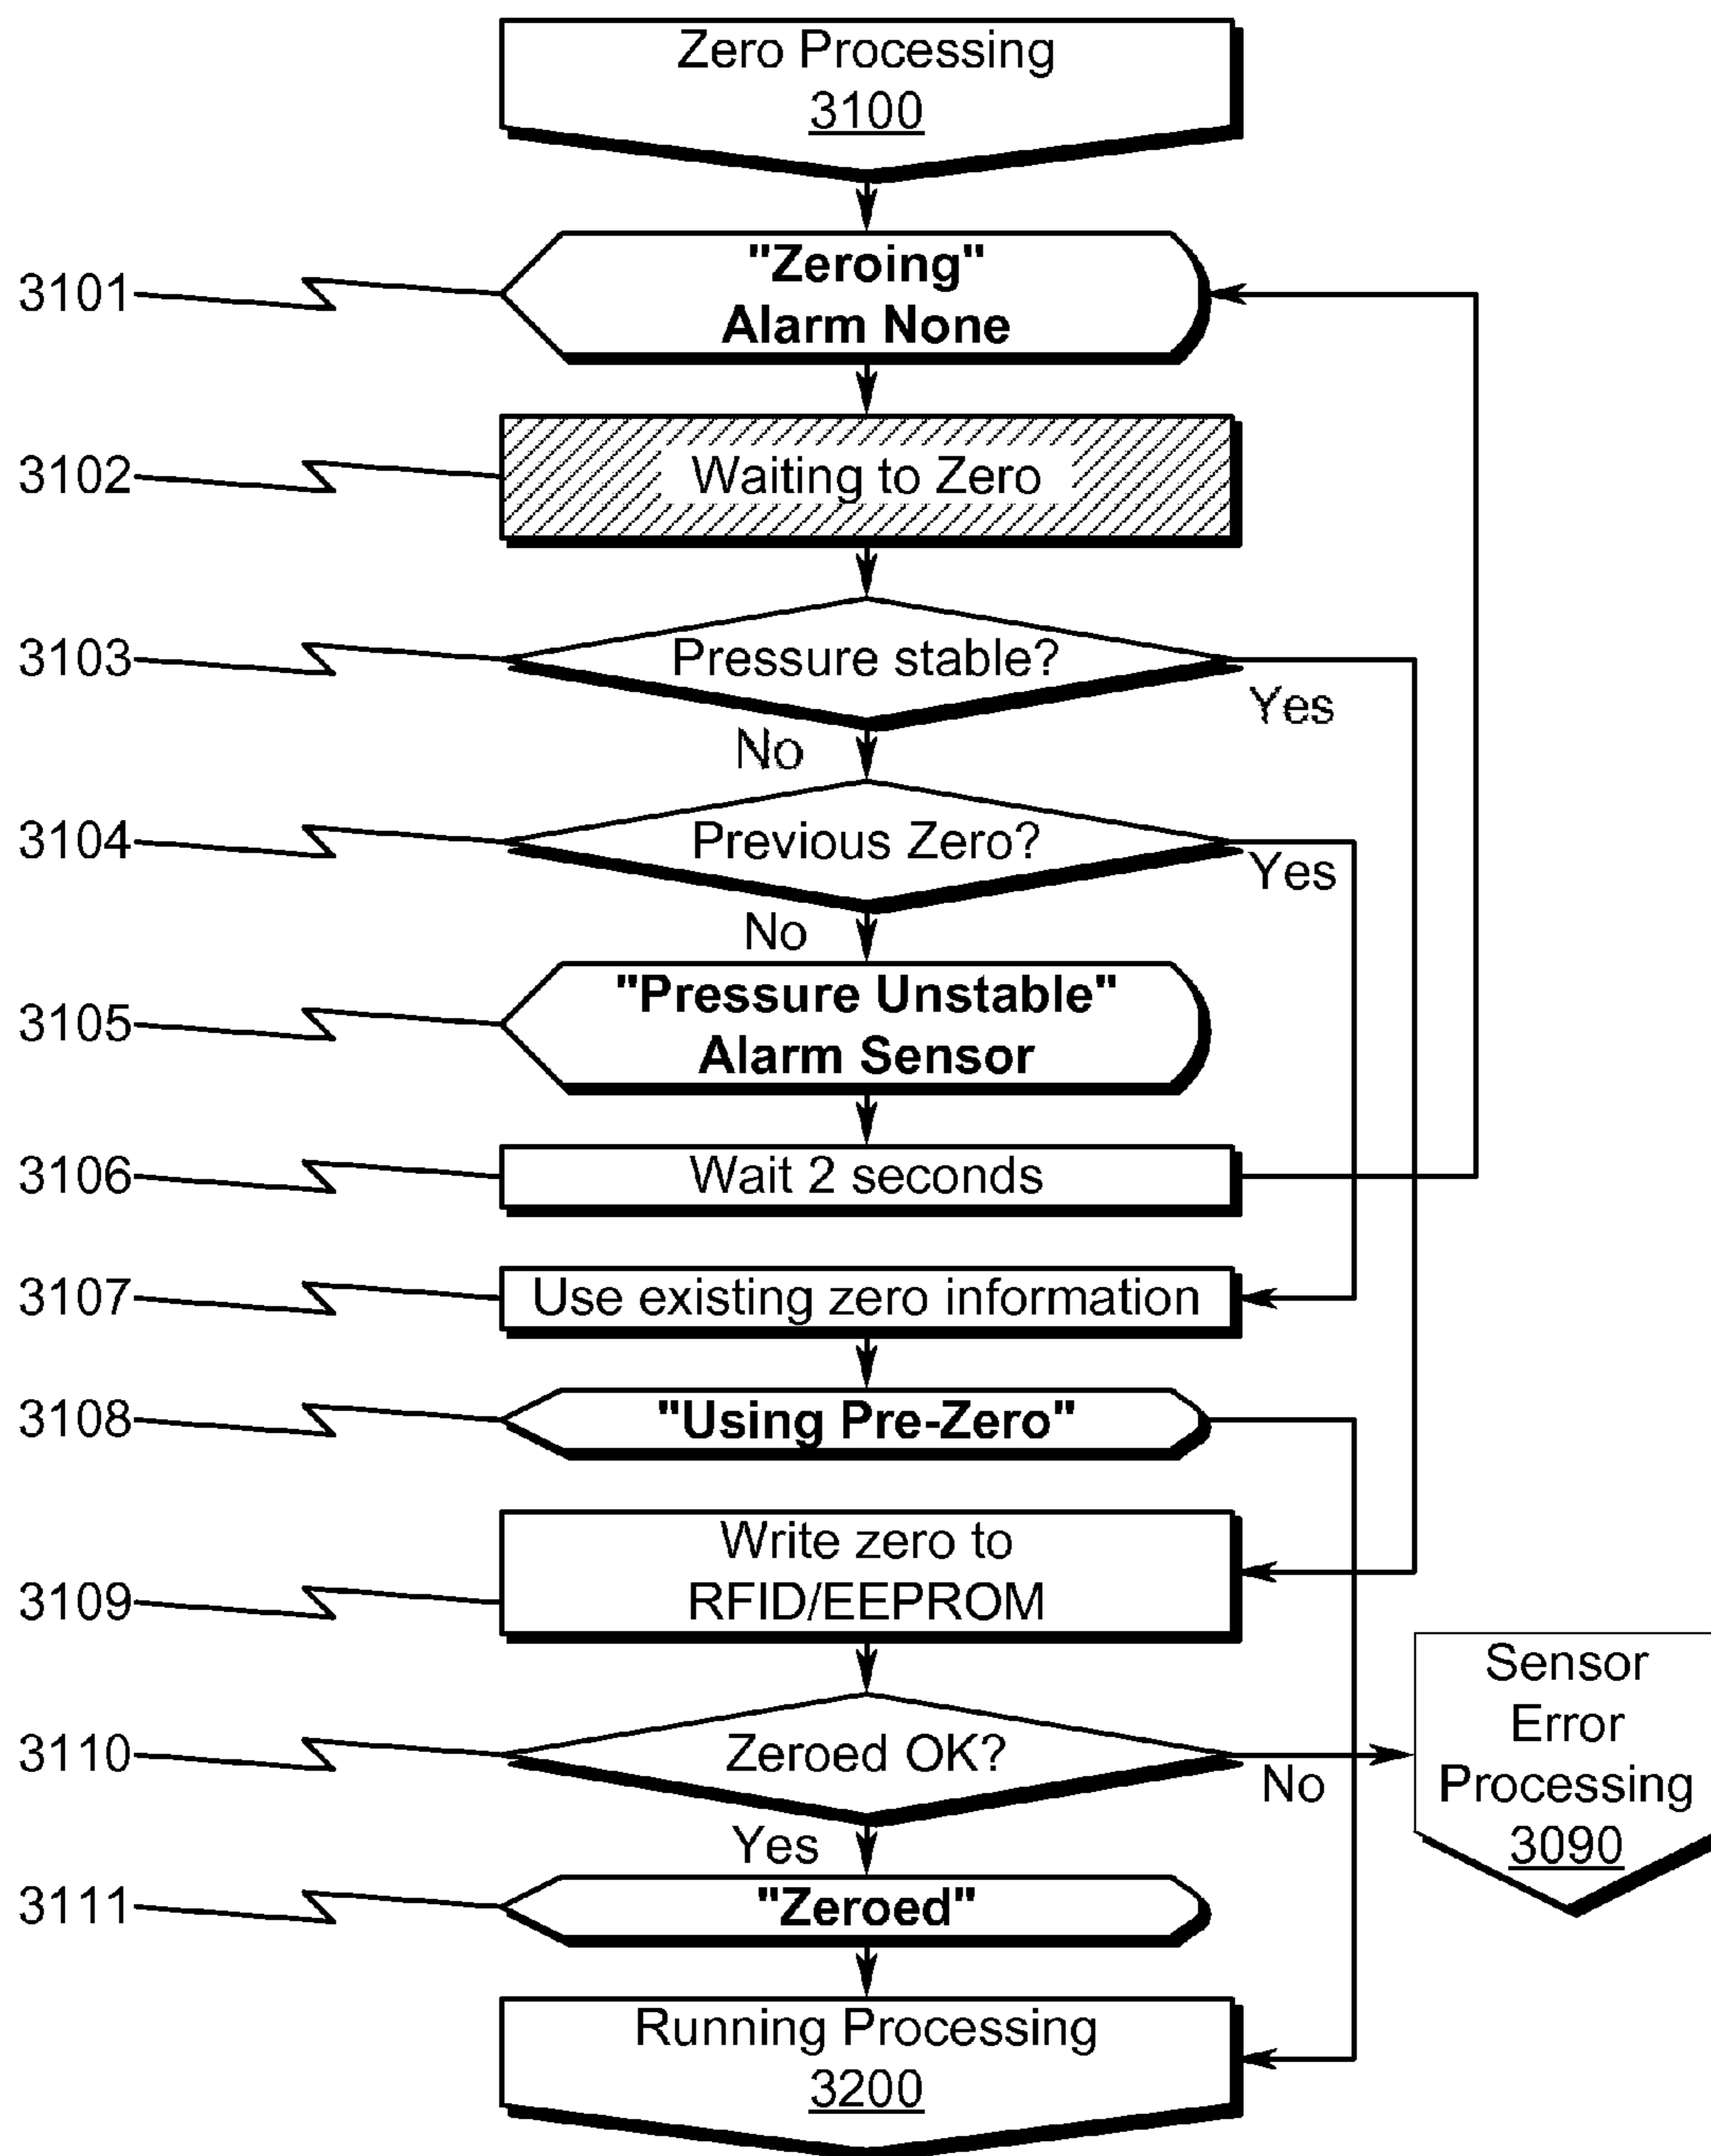 Zero Processing
3100
3101
"Zeroing"
Alarm None
3102
Waiting to Zero
3103
Pressure stable?
Yes
No
3104
Previous Zero?
Yes
No
3105
"Pressure Unstable"
Alarm Sensor
3106
Wait 2 seconds
3107
Use existing zero information
3108
"Using Pre-Zero"
3109
Write zero to
RFID/EEPROM
3110
Zeroed OK?
No
Sensor
Error
Processing
3090
Yes
3111
"Zeroed"
Running Processing
3200